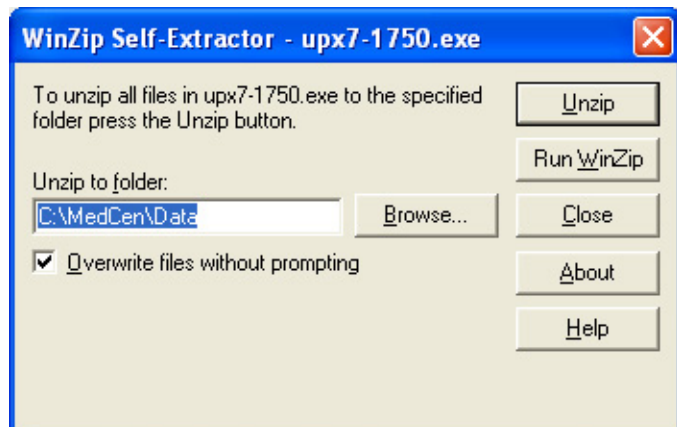 WinZip Self-Extractor - upx7-1750.exe
To unzip all files in upx7-1750.exe to the specified
folder press the Unzip button.
Unzip
Run WinZip
Unzip to folder:
C:\MedCen\Data
Browse...
Close
Overwrite files without prompting
About
Help